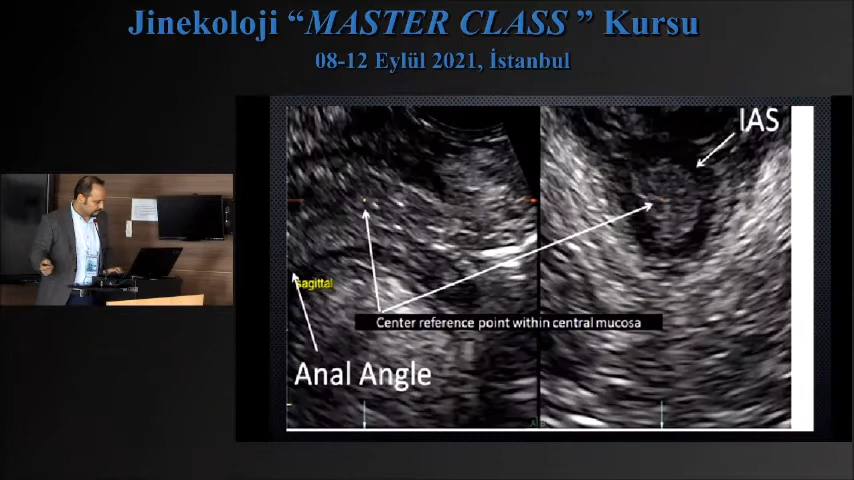 Jinekoloji “MASTER CLASS ” Kursu
08-12 Eylül 2021, İstanbul
IAS
sagittal
Center reference point within central mucosa
Anal Angle